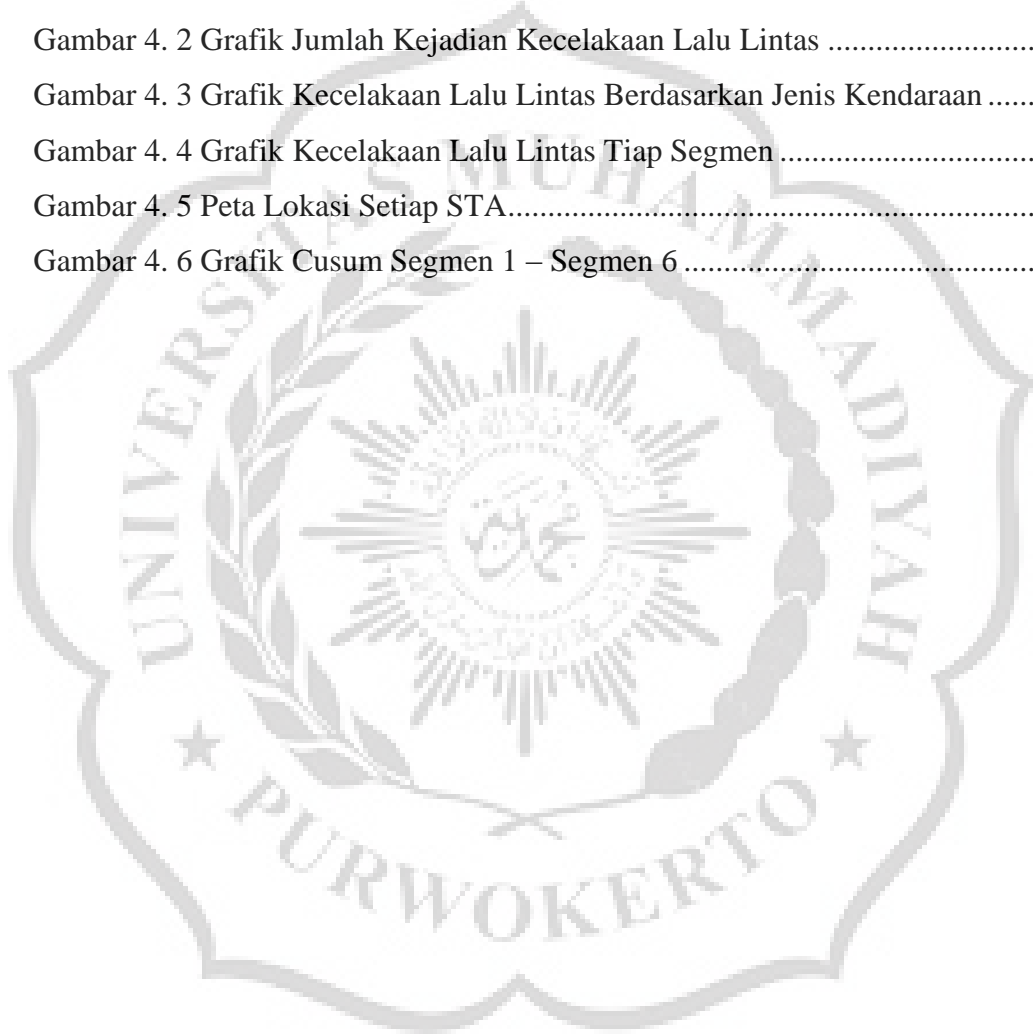 Gambar 4. 2 Grafik Jumlah Kejadian Kecelakaan Lalu Lintas ........................
Gambar 4. 3 Grafik Kecelakaan Lalu Lintas Berdasarkan Jenis Kendaraan ......
Gambar 4. 4 Grafik Kecelakaan Lalu Lintas Tiap Segmen ..............................
Gambar 4. 5 Peta Lokasi Setiap STA...............................................................
Gambar 4. 6 Grafik Cusum Segmen 1 – Segmen 6 .........................................
UNIVERSITAS MUHAMMADIYAH
PURWOKERTO